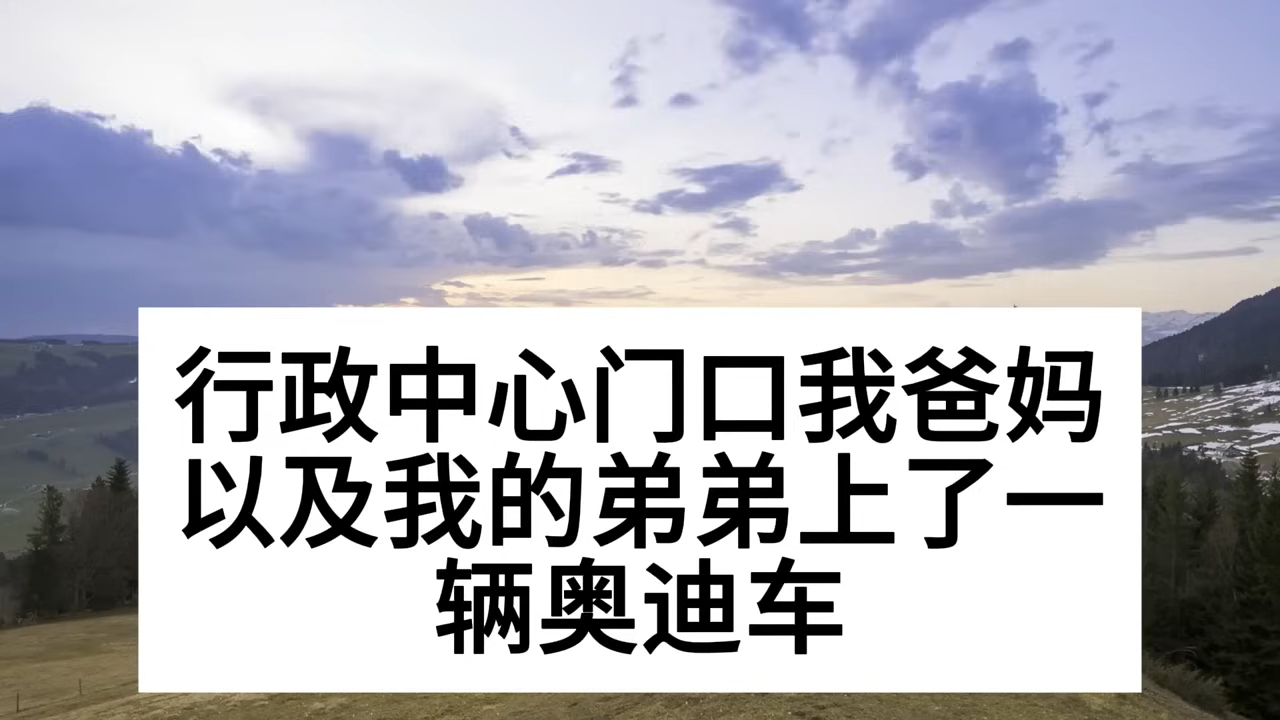 行政中心门口我爸妈
以及我的弟弟上了一
辆奥迪车